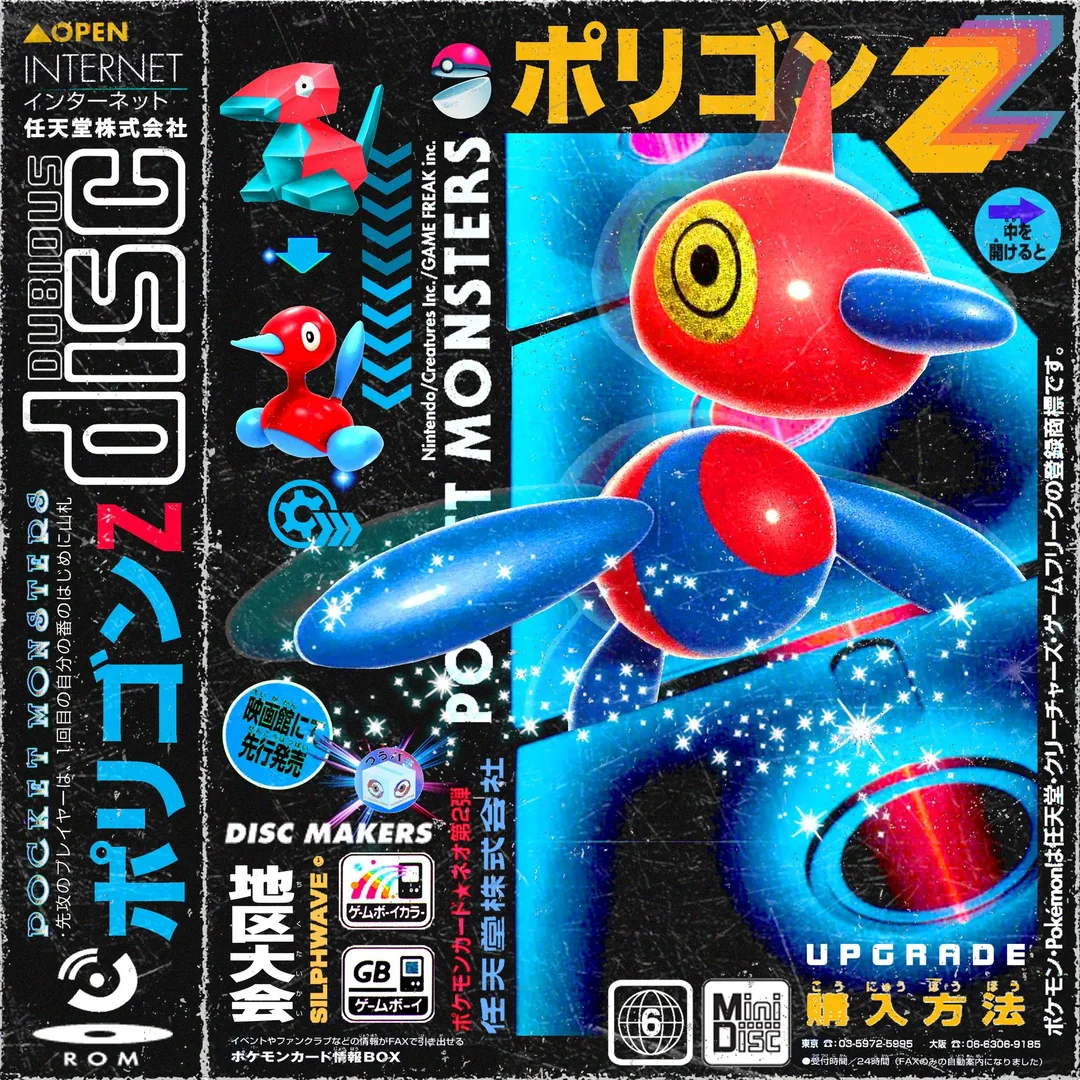 ▲OPEN
INTERNET
インターネット
任天堂株式会社
DUBIOUS
disc
ポリゴンZ
POCKET MONSTERS
・先攻のプレイヤーは、1回目の自分の番のはじめに山札
ROM
ポリゴンZ
Nintendo/Creatures Inc./GAME FREAK inc.
POCKET MONSTERS
中を
開けると
ポケモン・Pokémonは任天堂・クリーチャーズ・ゲームフリークの登録商標です。
映画館にて
先行発売
DISC MAKERS
地区大会
ちくたいかい
SILPHWAVE
ゲームボーイカラー
GB
ゲームボーイ
ポケモンカード★ネオ第2弾
任天堂株式会社
イベントやファンクラブなどの情報がFAXで引き出せる
ポケモンカード情報BOX
6
Mini
Disc
UPGRADE
こうにゅうほうほう
購入方法
東京 ☎:03-5972-5995 大阪 ☎:06-6306-9185
●受付時間／24時間（FAXのみの自動案内になりました）